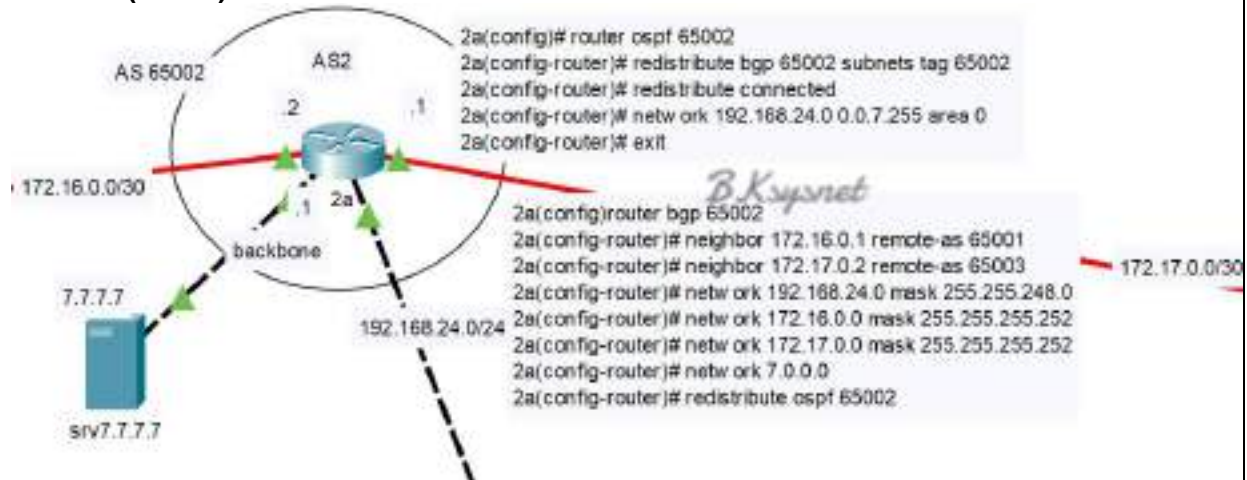 AS 65002
AS2
.2
.1
172.16.0.0/30
.1
2a
backbone
7.7.7.7
srv7.7.7.7
192.168.24.0/24
2a(config)# router ospf 65002
2a(config-router)# redistribute bgp 65002 subnets tag 65002
2a(config-router)# redistribute connected
2a(config-router)# netw ork 192.168.24.0 0.0.7.255 area 0
2a(config-router)# exit
B.Ksysnet
2a(config)router bgp 65002
2a(config-router)# neighbor 172.16.0.1 remote-as 65001
2a(config-router)# neighbor 172.17.0.2 remote-as 65003
2a(config-router)# netw ork 192.168.24.0 mask 255.255.248.0
2a(config-router)# netw ork 172.16.0.0 mask 255.255.255.252
2a(config-router)# netw ork 172.17.0.0 mask 255.255.255.252
2a(config-router)# netw ork 7.0.0.0
2a(config-router)# redistribute ospf 65002
172.17.0.0/30